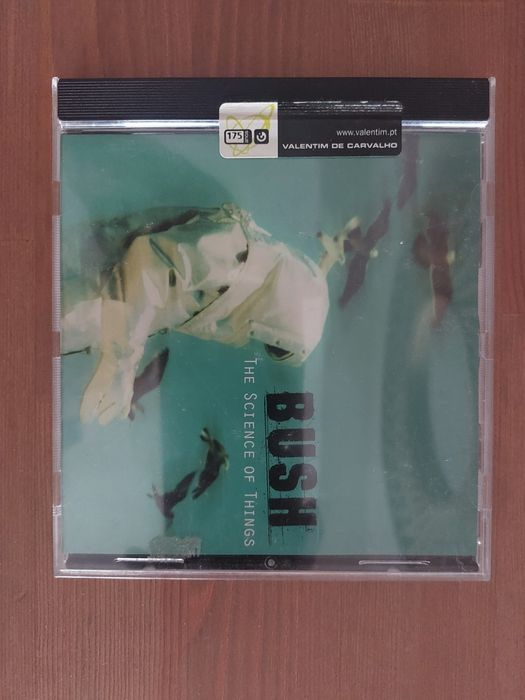 175
www.valentim.pt
VALENTIM DE CARVALHO
BUSH
THE SCIENCE OF THINGS